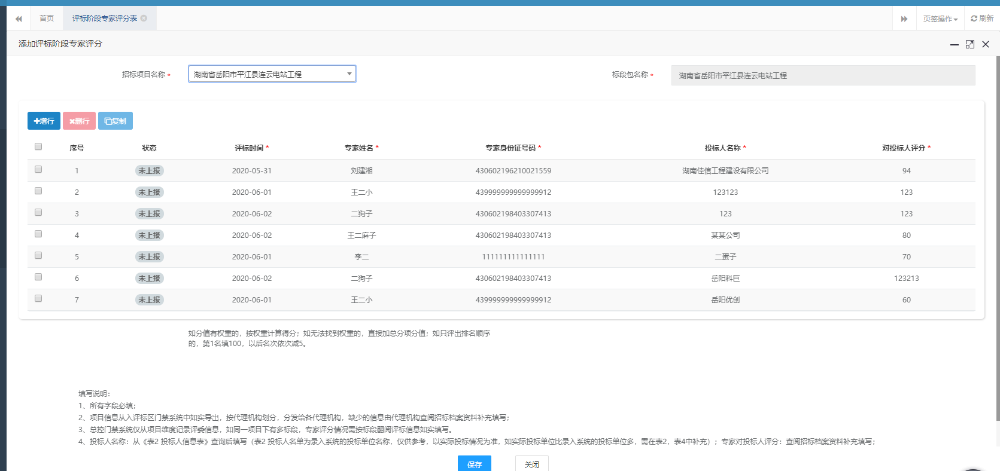 首页 评标阶段专家评分表 页签操作 刷新
添加评标阶段专家评分
招标项目名称 * 湖南省岳阳市平江县连云电站工程 标段包名称 * 湖南省岳阳市平江县连云电站工程
增行 删行 复制
序号 状态 评标时间 * 专家姓名 * 专家身份证号码 * 投标人名称 * 对投标人评分 *
1 未上报 2020-05-31 刘建湘 430602196210021559 湖南佳信工程建设有限公司 94
2 未上报 2020-06-01 王二小 439999999999999912 123123 123
3 未上报 2020-06-02 二狗子 430602198403307413 123 123
4 未上报 2020-06-02 王二麻子 430602198403307413 某某公司 80
5 未上报 2020-06-01 李二 111111111111111 二蛋子 70
6 未上报 2020-06-02 二狗子 430602198403307413 岳阳科巨 123213
7 未上报 2020-06-01 王二小 439999999999999912 岳阳优创 60
如分值有权重的，按权重计算得分；如无法找到权重的，直接加总分项分值；如只评出排名顺序
的，第1名填100，以后名次依次减5。
填写说明：
1、所有字段必填；
2、项目信息从入评标区门禁系统中如实导出，按代理机构划分，分发给各代理机构，缺少的信息由代理机构查阅招标档案资料补充填写；
3、总控门禁系统仅从项目维度记录评委信息，如同一项目下有多标段，专家评分情况需按标段翻阅评标信息如实填写。
4、投标人名称：从《表2 投标人信息表》查询后填写（表2 投标人名单为录入系统的投标单位名称，仅供参考，以实际投标情况为准，如实际投标单位比录入系统的投标单位多，需在表2，表4中补充）；专家对投标人评分：查阅招标档案资料补充填写；
保存 关闭